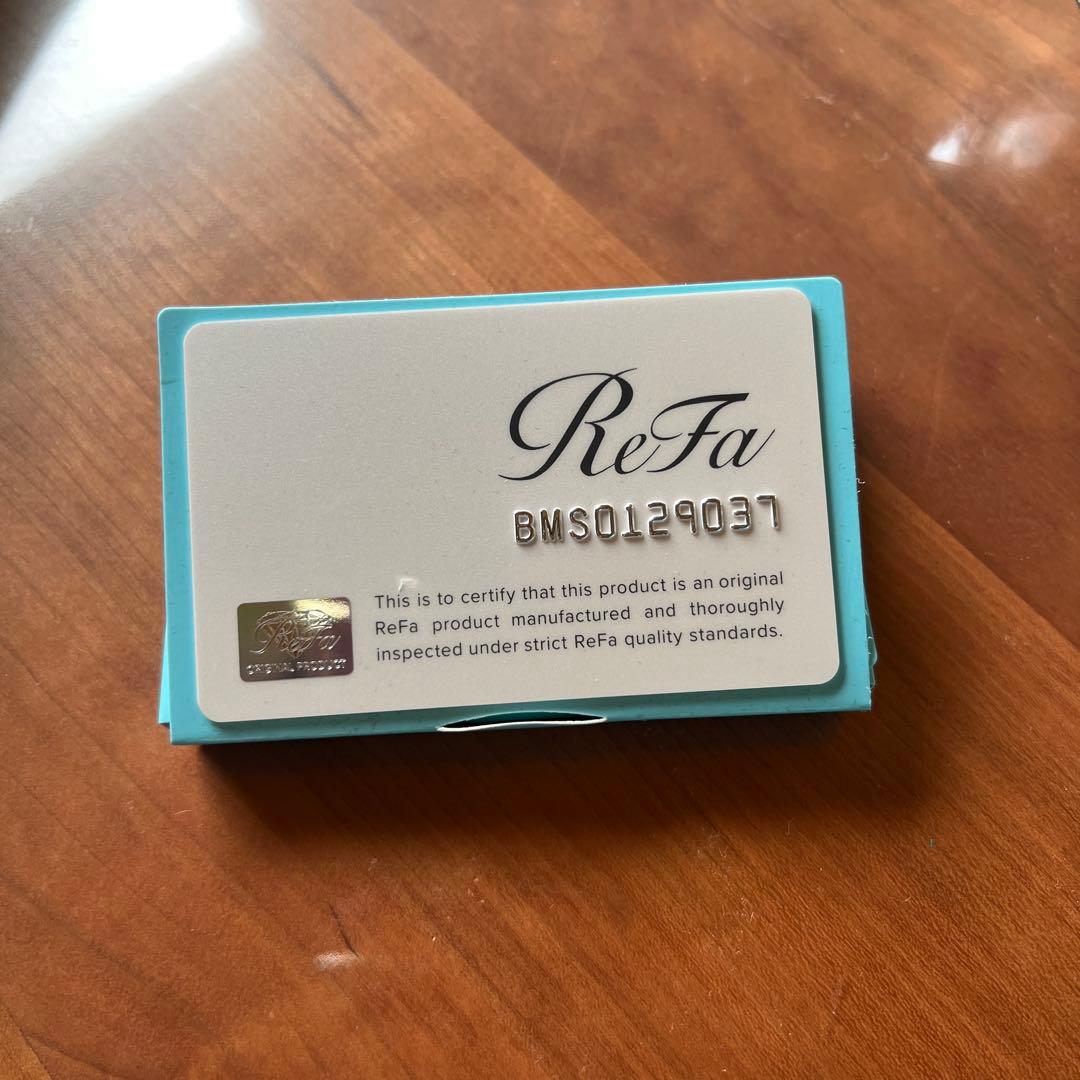 ReFa
BMS0129037
This is to certify that this product is an original
ReFa product manufactured and thoroughly
inspected under strict ReFa quality standards.
ReFa
ORIGINAL PRODUCT